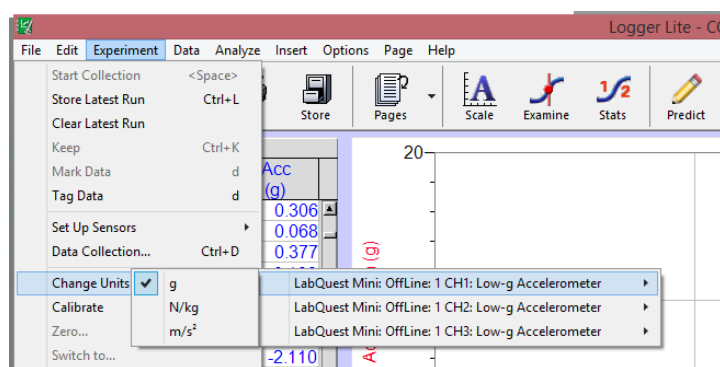 Logger Lite - CO
File Edit Experiment Data Analyze Insert Options Page Help
Start Collection <Space>
Store Latest Run Ctrl+L
Clear Latest Run
Keep Ctrl+K
Mark Data d
Tag Data d
Set Up Sensors
Data Collection... Ctrl+D
Change Units
Calibrate
Zero...
Switch to...
g
N/kg
m/s²
LabQuest Mini: OffLine: 1 CH1: Low-g Accelerometer
LabQuest Mini: OffLine: 1 CH2: Low-g Accelerometer
LabQuest Mini: OffLine: 1 CH3: Low-g Accelerometer
Store Pages Scale Examine Stats Predict
A
1/2
Acc
(g)
0.306
0.068
0.377
-2.110
20
(g)
Ac